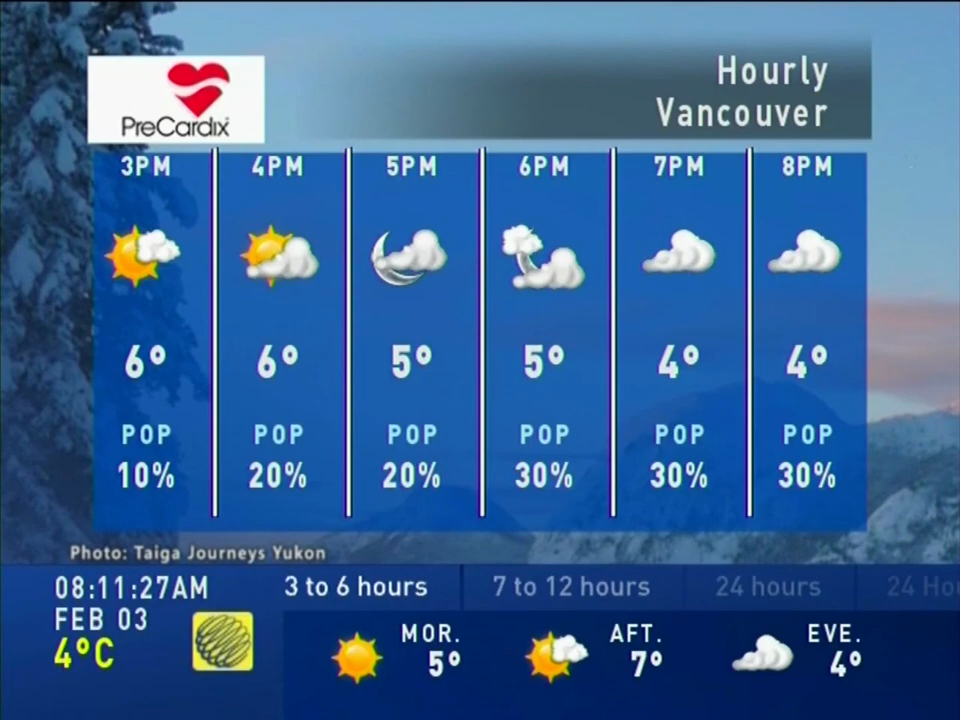 PreCardix
Hourly
Vancouver
3PM 4PM 5PM 6PM 7PM 8PM
6° 6° 5° 5° 4° 4°
POP POP POP POP POP POP
10% 20% 20% 30% 30% 30%
Photo: Taiga Journeys Yukon
08:11:27AM
FEB 03
4°C
3 to 6 hours 7 to 12 hours 24 hours 24 Ho
MOR. AFT. EVE.
5° 7° 4°